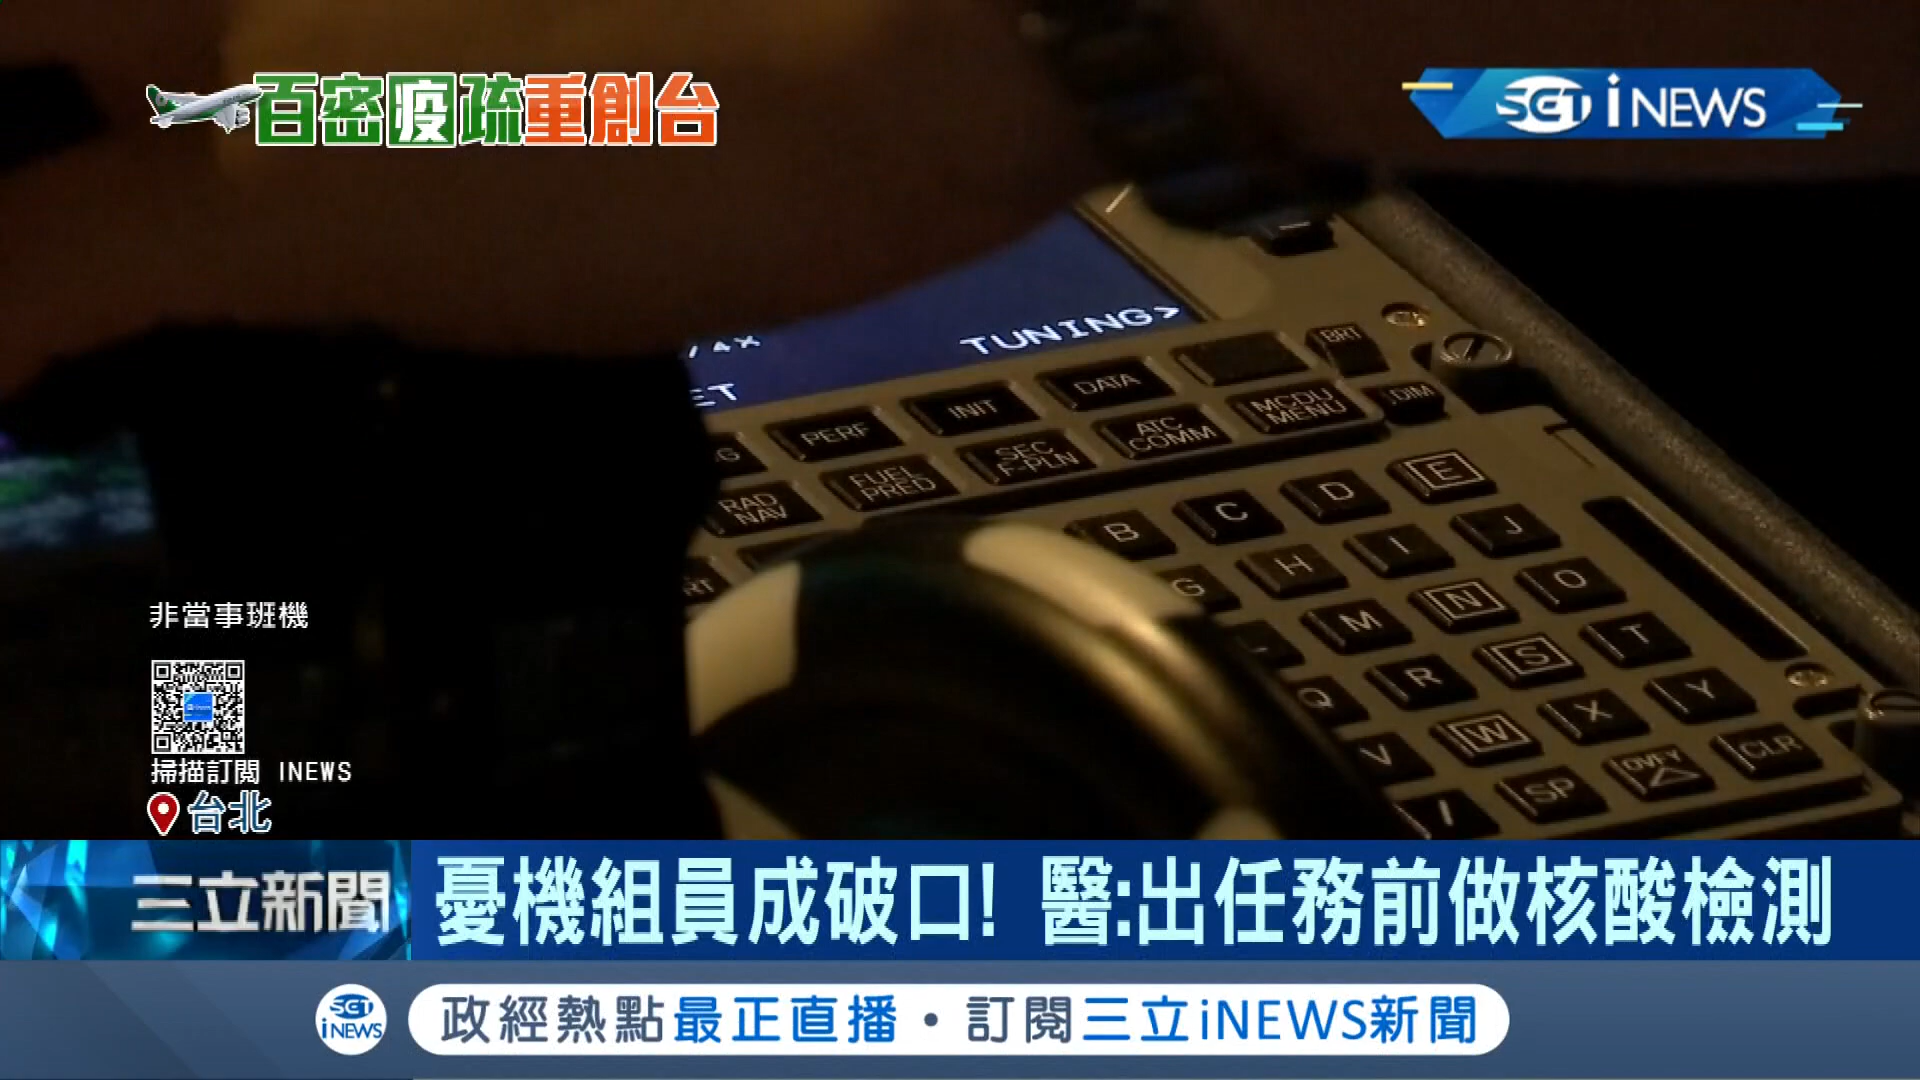 百密疫疏重創台
SET iNEWS
TUNING>
/ 4X
ET
BRT
DATA
INIT
PERF
DIM
MCDU MENU
ATC COMM
SEC F-PLN
FUEL PRED
RAD NAV
B C D E
G H I J
M N O
Q R S T
V W X Y
/ SP OVFY CLR
非當事班機
掃描訂閱 INEWS
台北
三立新聞
憂機組員成破口! 醫:出任務前做核酸檢測
SET iNEWS
政經熱點最正直播・訂閱三立iNEWS新聞